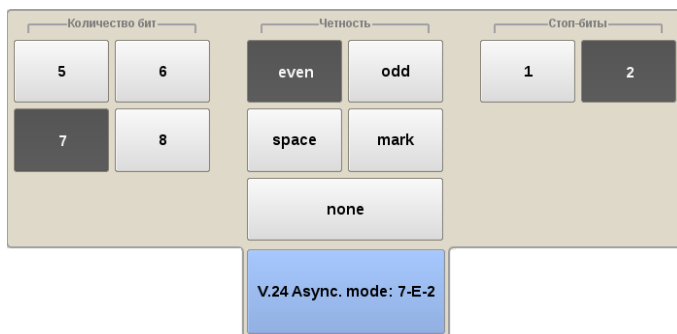 Количество бит
Четность
Стоп-биты
5
6
even
odd
1
2
7
8
space
mark
none
V.24 Async. mode: 7-E-2